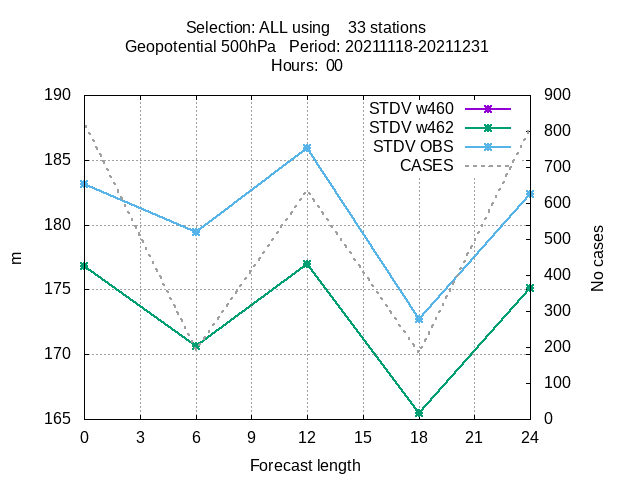 Selection: ALL using    33 stations
Geopotential 500hPa   Period: 20211118-20211231
Hours:  00
190
185
180
175
170
165
m
STDV w460
STDV w462
STDV OBS
CASES
900
800
700
600
500
400
300
200
100
0
No cases
0 3 6 9 12 15 18 21 24
Forecast length